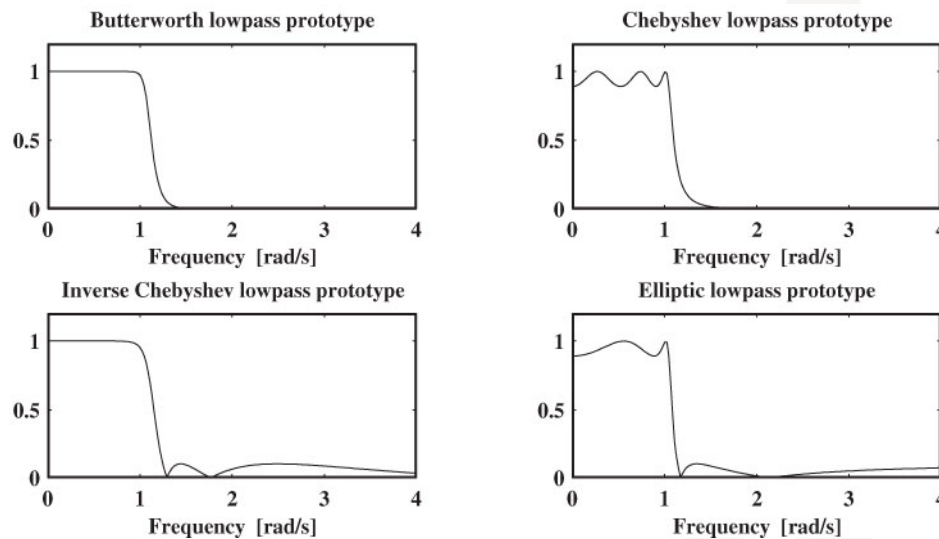 Butterworth lowpass prototype
1
0.5
0
0 1 2 3 4
Frequency [rad/s]
Chebyshev lowpass prototype
1
0.5
0
0 1 2 3 4
Frequency [rad/s]
Inverse Chebyshev lowpass prototype
1
0.5
0
0 1 2 3 4
Frequency [rad/s]
Elliptic lowpass prototype
1
0.5
0
0 1 2 3 4
Frequency [rad/s]